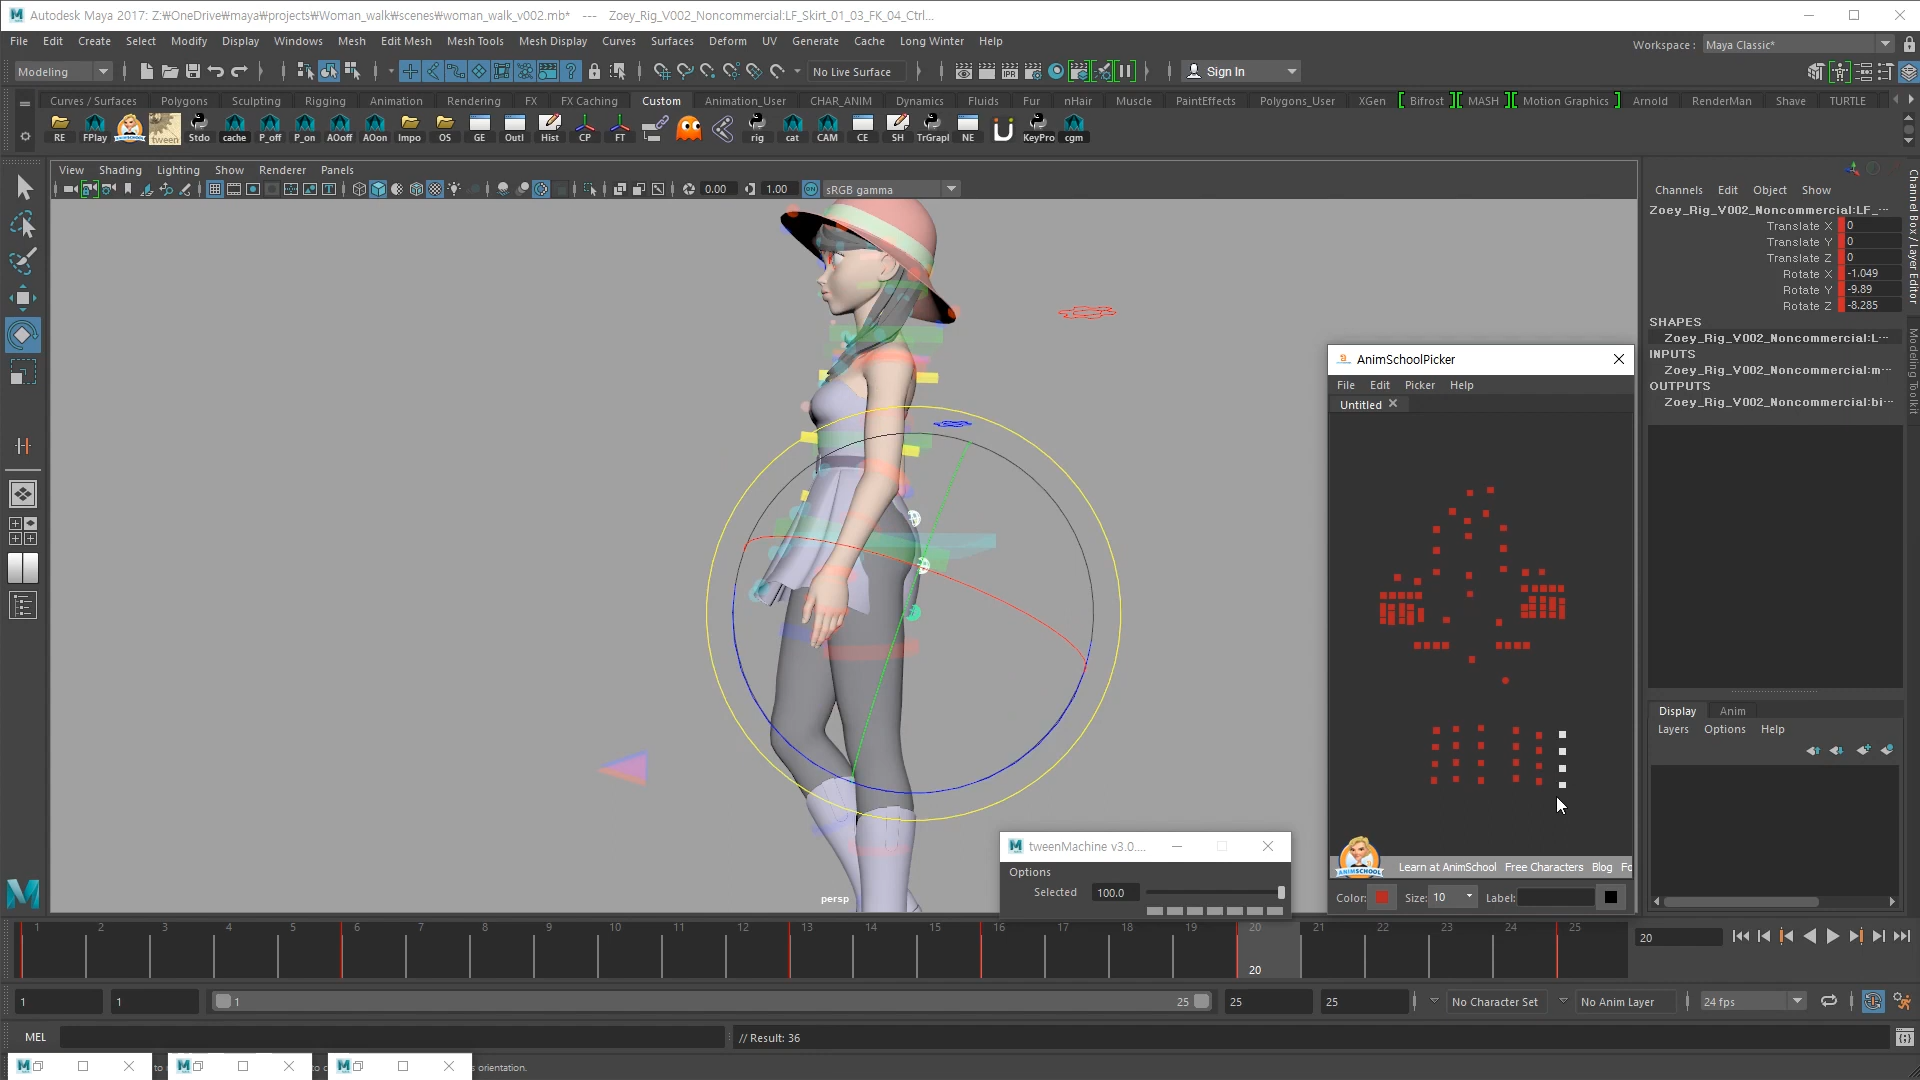 Autodesk Maya 2017: Z:₩OneDrive₩maya₩projects₩Woman_walk₩scenes₩woman_walk_v002.mb* --- Zoey_Rig_V002_Noncommercial:LF_Skirt_01_03_FK_04_Ctrl...
File Edit Create Select Modify Display Windows Mesh Edit Mesh Mesh Tools Mesh Display Curves Surfaces Deform UV Generate Cache Long Winter Help
Workspace : Maya Classic*
Modeling No Live Surface Sign In
Curves / Surfaces Polygons Sculpting Rigging Animation Rendering FX FX Caching Custom Animation_User CHAR_ANIM Dynamics Fluids Fur nHair Muscle PaintEffects Polygons_User XGen Bifrost MASH Motion Graphics Arnold RenderMan Shave TURTLE
RE FPlay tween Stdo cache P_off P_on AOoff AOon Impo OS GE Outl Hist CP FT rig cat CAM CE SH TrGrapl NE KeyPro cgm
View Shading Lighting Show Renderer Panels
0.00 1.00 ON sRGB gamma
Channels Edit Object Show
Zoey_Rig_V002_Noncommercial:LF_...
Translate X 0
Translate Y 0
Translate Z 0
Rotate X -1.049
Rotate Y -9.89
Rotate Z -8.285
SHAPES
Zoey_Rig_V002_Noncommercial:L...
INPUTS
Zoey_Rig_V002_Noncommercial:m...
OUTPUTS
Zoey_Rig_V002_Noncommercial:bi...
Channel Box / Layer Editor
Modeling Toolkit
AnimSchoolPicker
File Edit Picker Help
Untitled
ANIMSCHOOL Learn at AnimSchool Free Characters Blog Fo
Color: Size: 10 Label:
tweenMachine v3.0....
Options
Selected 100.0
persp
Display Anim
Layers Options Help
1 2 3 4 5 6 7 8 9 10 11 12 13 14 15 16 17 18 19 20 21 22 23 24 25
20
20
1 1 1 25 25 25 No Character Set No Anim Layer 24 fps
MEL // Result: 36
to
to c
s orientation.